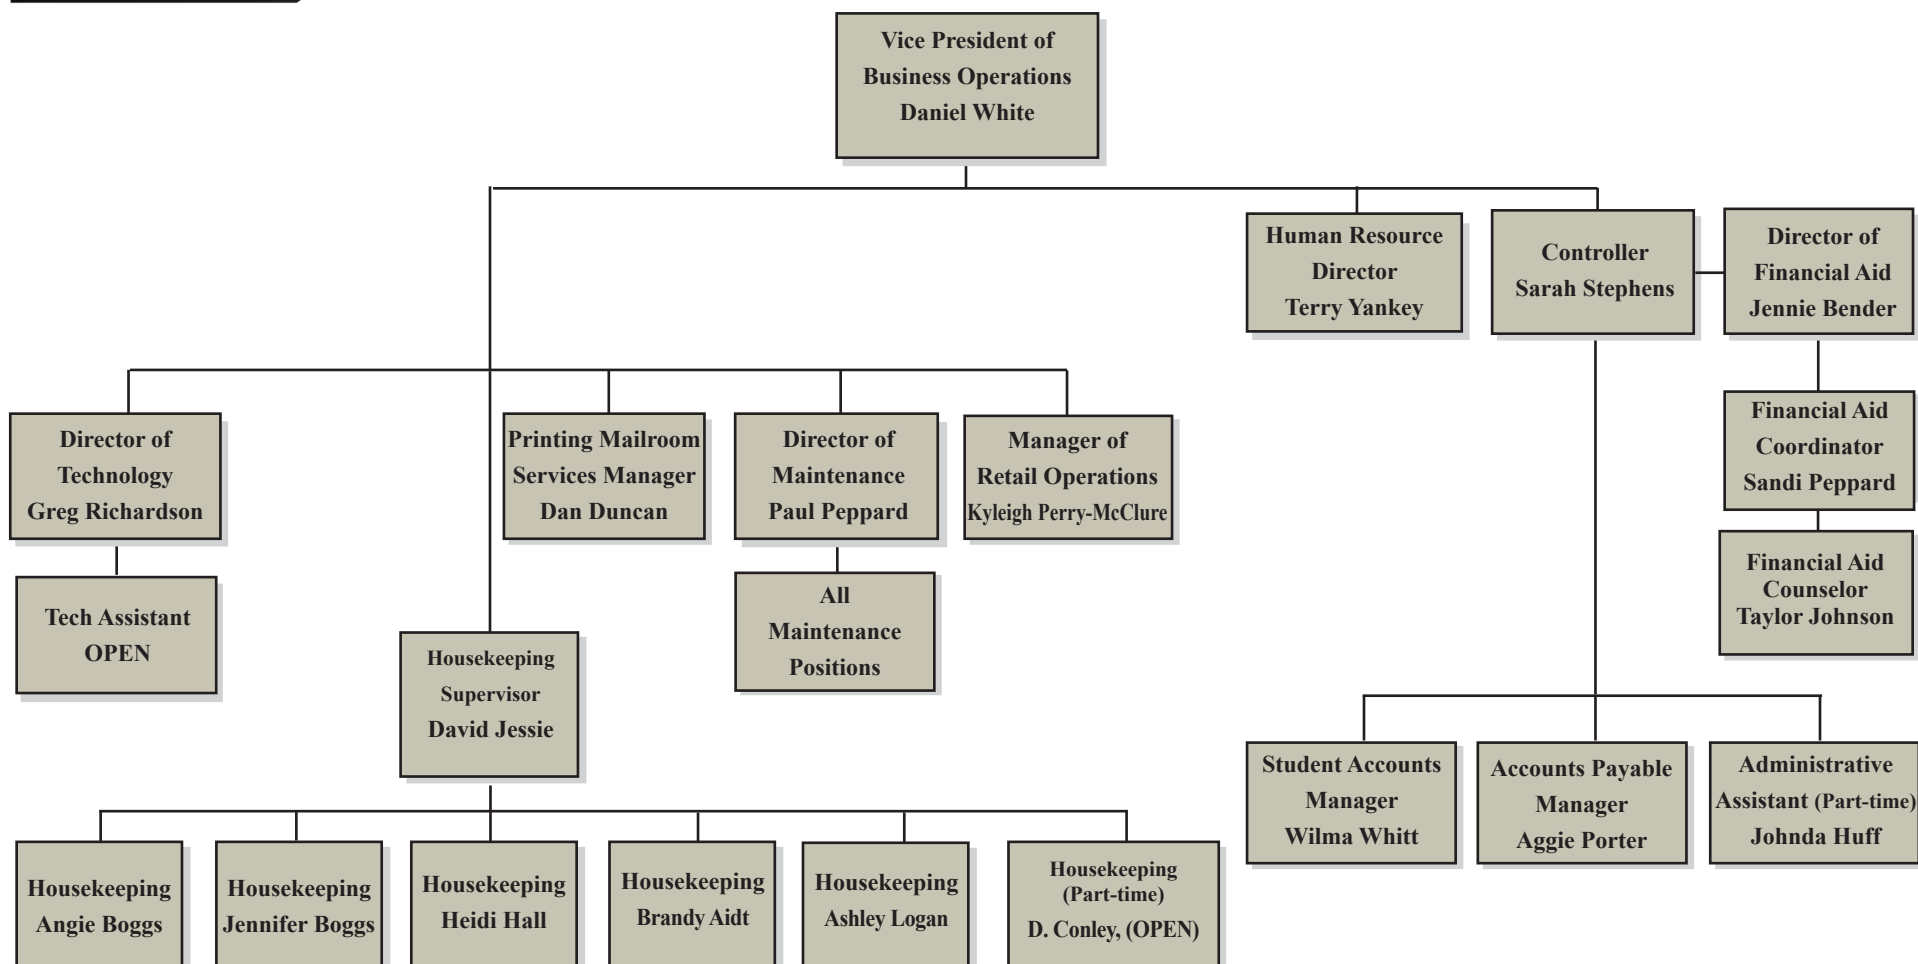 Vice President of
Business Operations
Daniel White
Human Resource
Director
Terry Yankey
Controller
Sarah Stephens
Director of
Financial Aid
Jennie Bender
Director of
Technology
Greg Richardson
Printing Mailroom
Services Manager
Dan Duncan
Director of
Maintenance
Paul Peppard
Manager of
Retail Operations
Kyleigh Perry-McClure
Financial Aid
Coordinator
Sandi Peppard
Tech Assistant
OPEN
All
Maintenance
Positions
Financial Aid
Counselor
Taylor Johnson
Housekeeping
Supervisor
David Jessie
Student Accounts
Manager
Wilma Whitt
Accounts Payable
Manager
Aggie Porter
Administrative
Assistant (Part-time)
Johnda Huff
Housekeeping
Angie Boggs
Housekeeping
Jennifer Boggs
Housekeeping
Heidi Hall
Housekeeping
Brandy Aidt
Housekeeping
Ashley Logan
Housekeeping
(Part-time)
D. Conley, (OPEN)